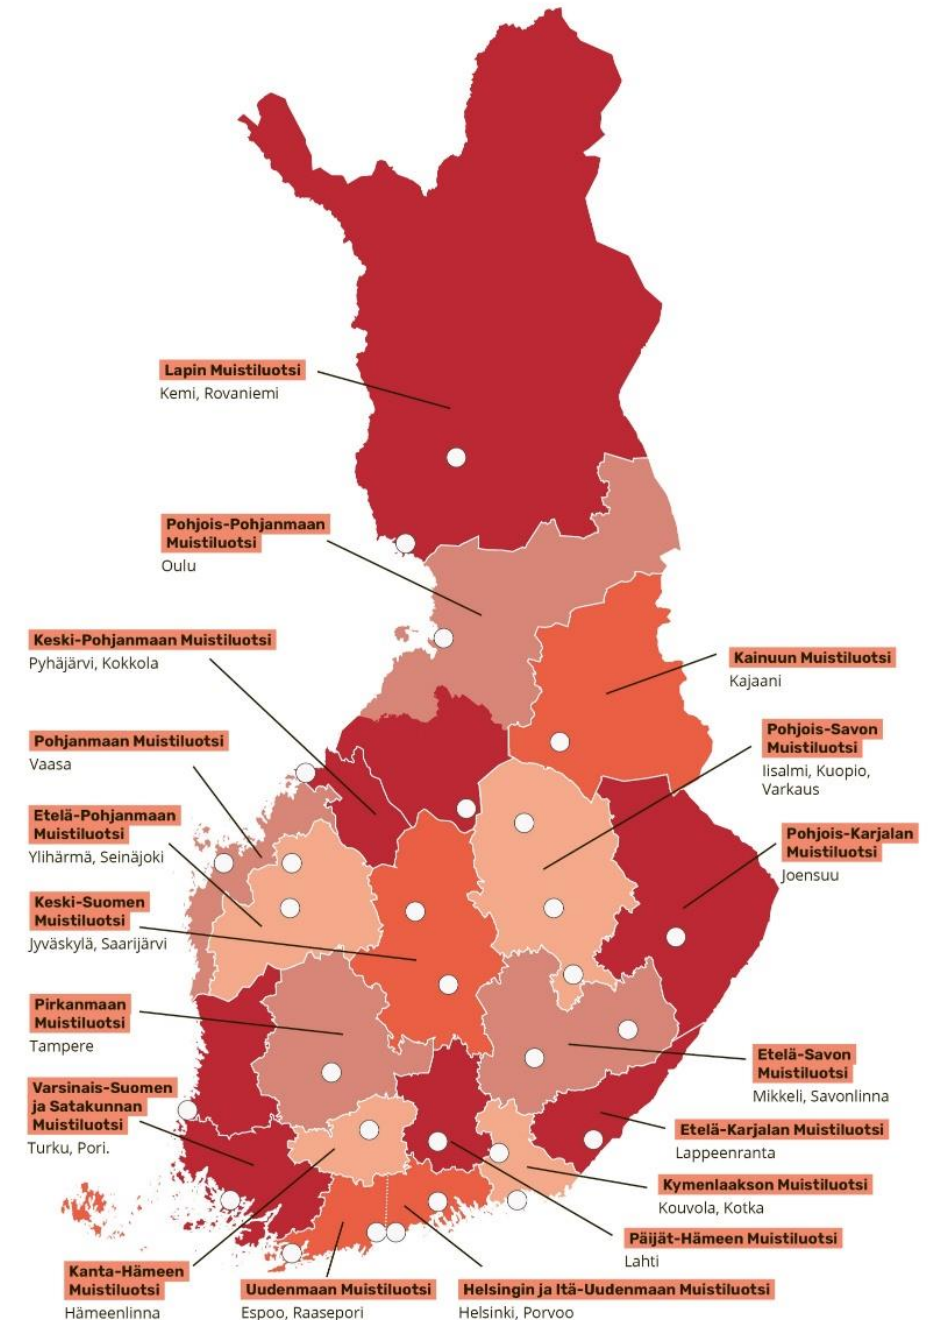 Lapin Muistiluotsi
Kemi, Rovaniemi
Pohjois-Pohjanmaan
Muistiluotsi
Oulu
Keski-Pohjanmaan Muistiluotsi
Pyhäjärvi, Kokkola
Kainuun Muistiluotsi
Kajaani
Pohjanmaan Muistiluotsi
Vaasa
Pohjois-Savon
Muistiluotsi
Iisalmi, Kuopio,
Varkaus
Etelä-Pohjanmaan
Muistiluotsi
Ylihärmä, Seinäjoki
Pohjois-Karjalan
Muistiluotsi
Joensuu
Keski-Suomen
Muistiluotsi
Jyväskylä, Saarijärvi
Pirkanmaan
Muistiluotsi
Tampere
Etelä-Savon
Muistiluotsi
Mikkeli, Savonlinna
Varsinais-Suomen
ja Satakunnan
Muistiluotsi
Turku, Pori.
Etelä-Karjalan Muistiluotsi
Lappeenranta
Kymenlaakson Muistiluotsi
Kouvola, Kotka
Päijät-Hämeen Muistiluotsi
Lahti
Kanta-Hämeen
Muistiluotsi
Hämeenlinna
Uudenmaan Muistiluotsi
Espoo, Raasepori
Helsingin ja Itä-Uudenmaan Muistiluotsi
Helsinki, Porvoo